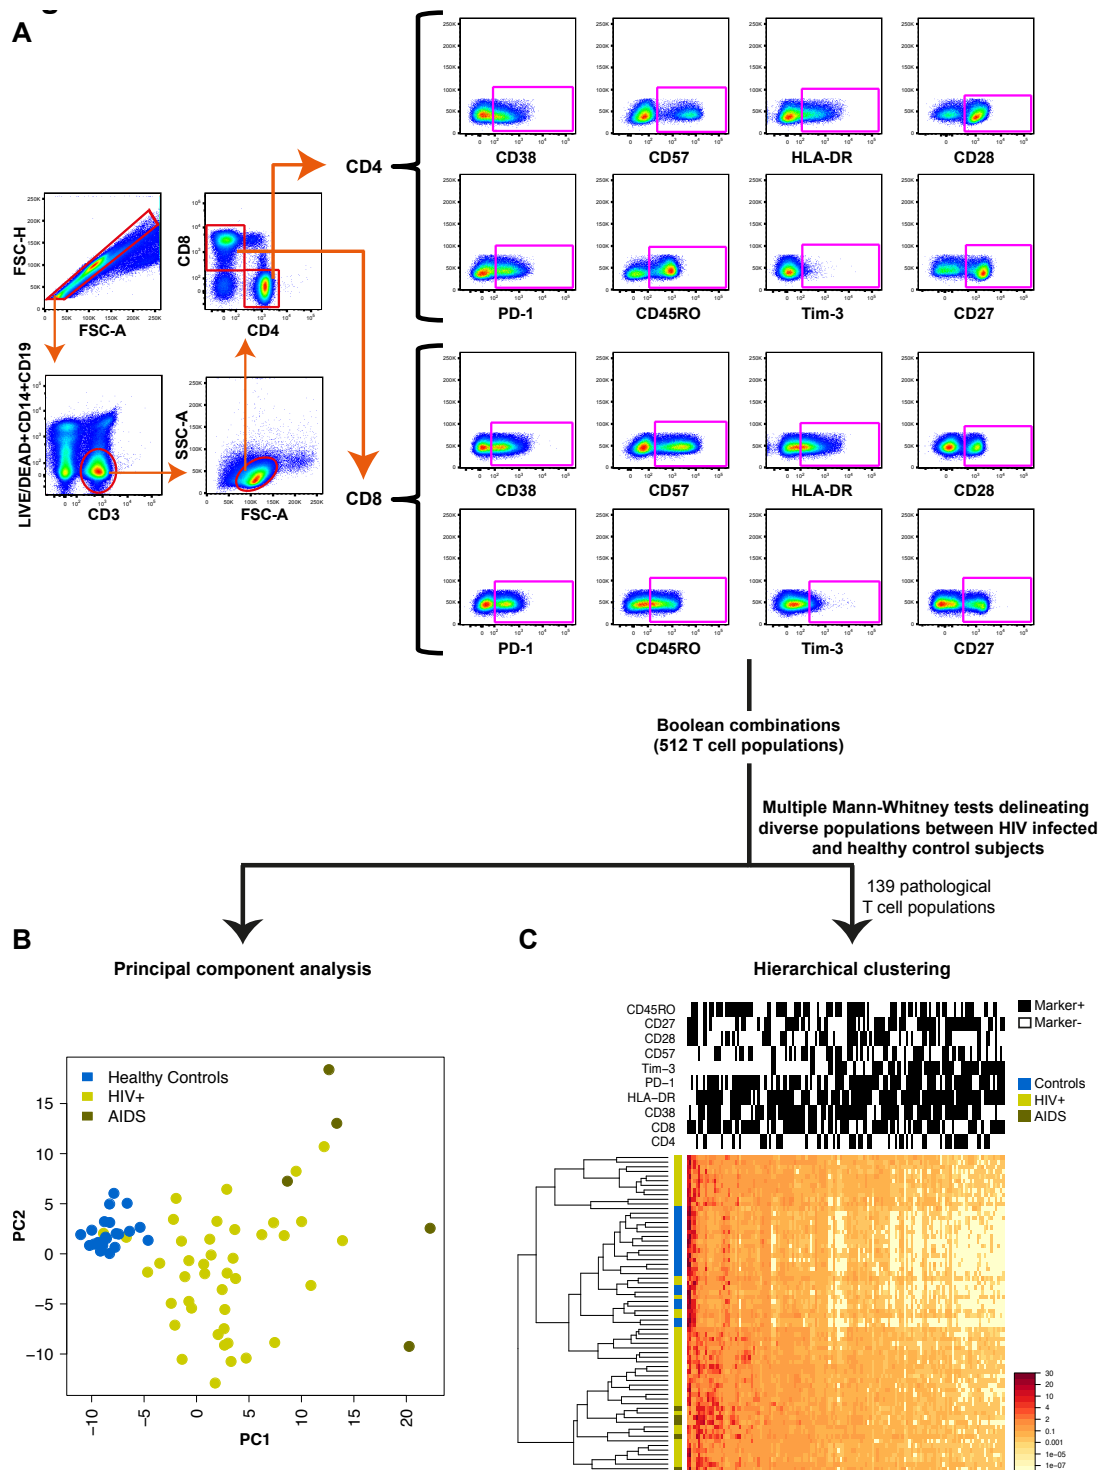 A
FSC-H
FSC-A
CD8
CD4
LIVE/DEAD+CD14+CD19
CD3
SSC-A
FSC-A
CD4
CD38
CD57
HLA-DR
CD28
PD-1
CD45RO
Tim-3
CD27
CD8
CD38
CD57
HLA-DR
CD28
PD-1
CD45RO
Tim-3
CD27
Boolean combinations
(512 T cell populations)
Multiple Mann-Whitney tests delineating
diverse populations between HIV infected
and healthy control subjects
139 pathological
T cell populations
B
Principal component analysis
Healthy Controls
HIV+
AIDS
PC2
15
10
5
0
−5
−10
−10
−5
0
5
10
15
20
PC1
C
Hierarchical clustering
CD45RO
CD27
CD28
CD57
Tim−3
PD−1
HLA−DR
CD38
CD8
CD4
Marker+
Marker-
Controls
HIV+
AIDS
30
20
10
4
2
0.1
0.001
1e−05
1e−07